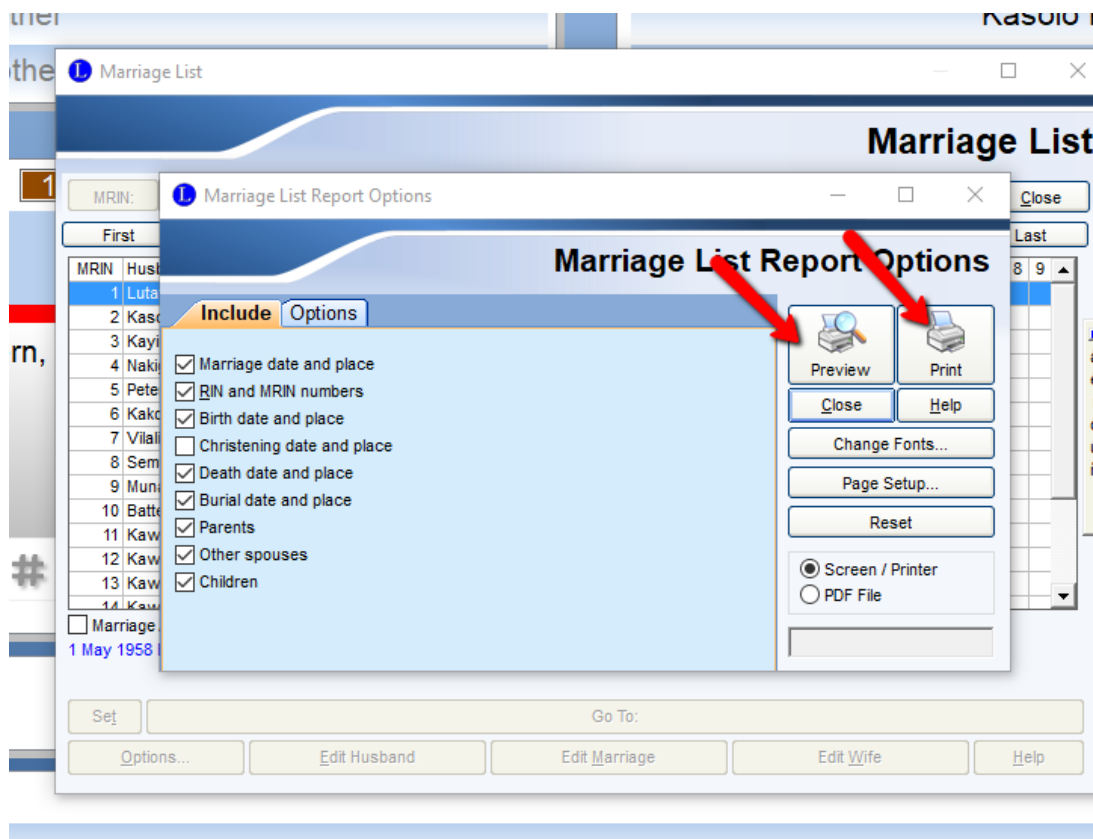 Marriage List
Marriage List
1
MRIN:
Close
First
Last
MRIN
8 9
1
2
3
4
5
6
7
8
9
10
11
12
13
14
Marriage
1 May 1958
Marriage List Report Options
Marriage List Report Options
Include Options
Marriage date and place
RIN and MRIN numbers
Birth date and place
Christening date and place
Death date and place
Burial date and place
Parents
Other spouses
Children
Preview Print
Close Help
Change Fonts...
Page Setup...
Reset
Screen / Printer
PDF File
rn,
#
Set Go To:
Options... Edit Husband Edit Marriage Edit Wife Help